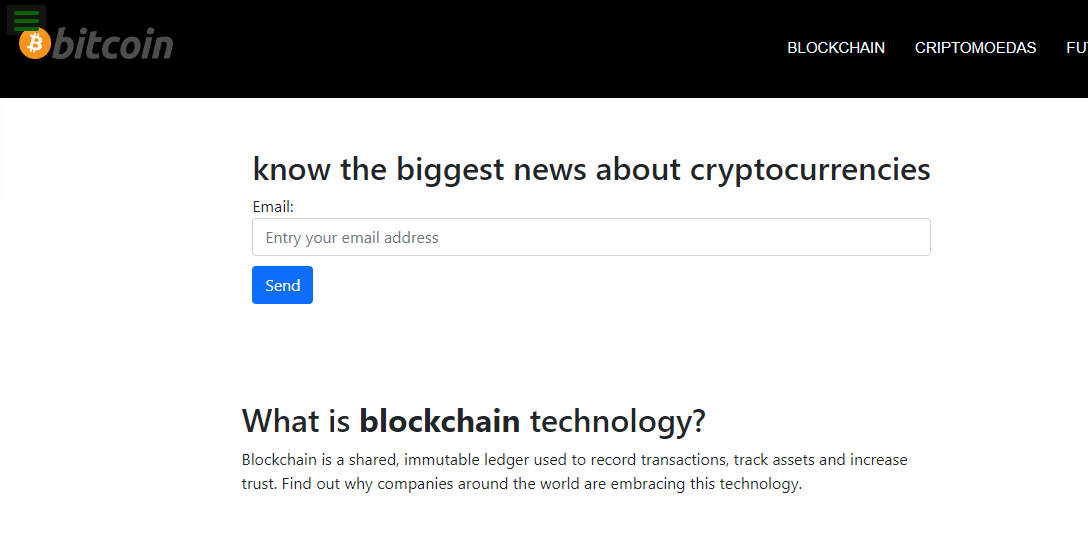 bitcoin
BLOCKCHAIN CRIPTOMOEDAS FU
know the biggest news about cryptocurrencies
Email:
Entry your email address
Send
What is blockchain technology?
Blockchain is a shared, immutable ledger used to record transactions, track assets and increase
trust. Find out why companies around the world are embracing this technology.